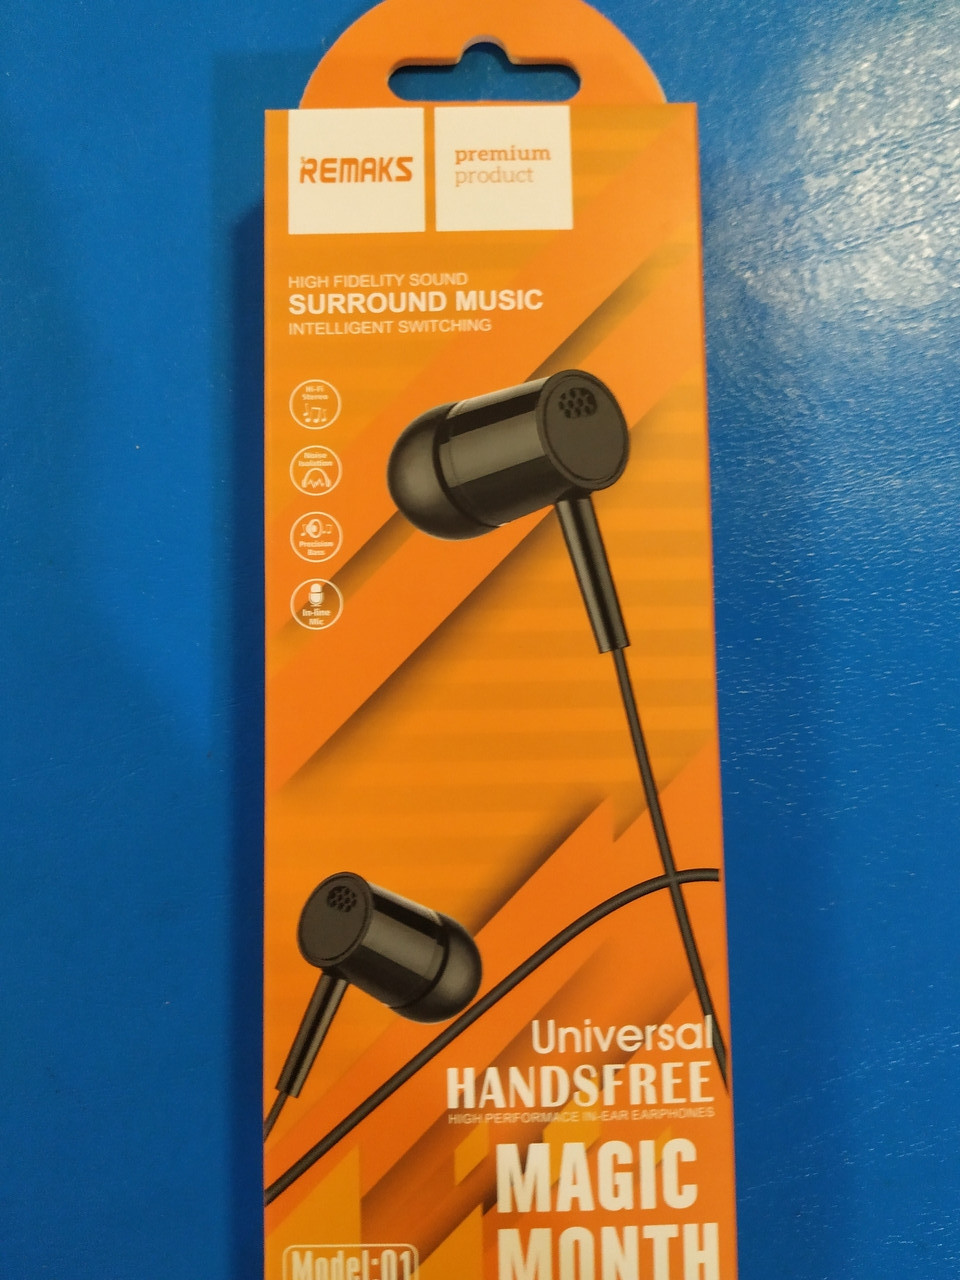 REMAKS
premium
product
HIGH FIDELITY SOUND
SURROUND MUSIC
INTELLIGENT SWITCHING
Hi-Fi
Stereo
Noise
Isolation
Precision
Bass
In-line
Mic
Universal
HANDSFREE
HIGH PERFORMACE IN-EAR EARPHONES
MAGIC
MONTH
Model:01